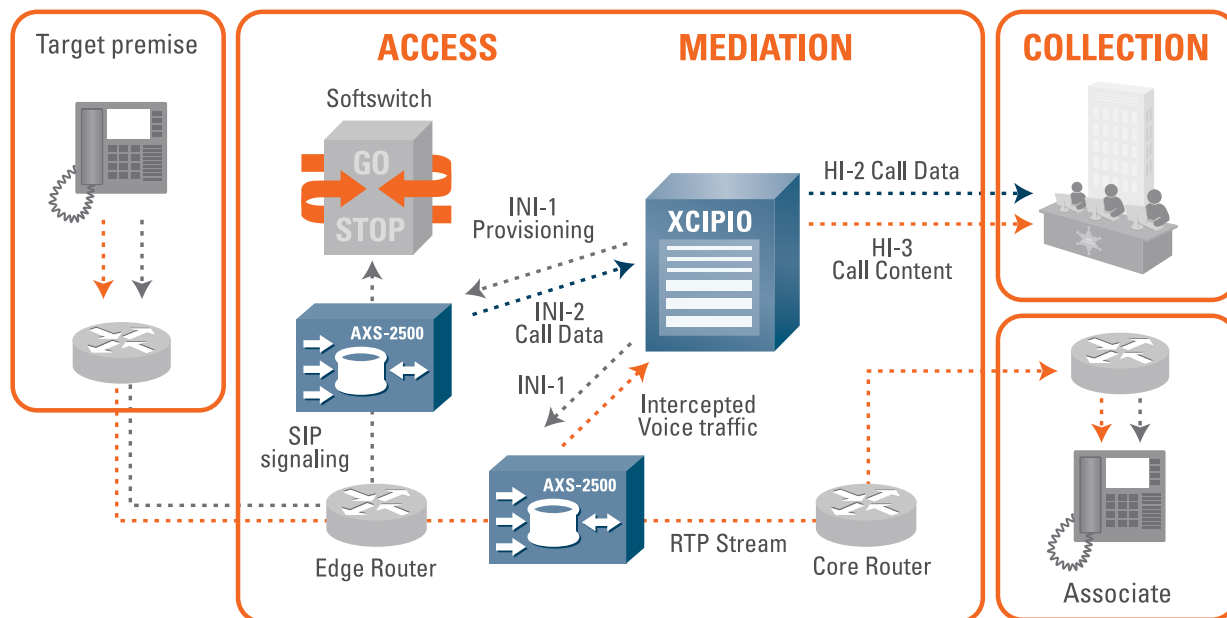 Target premise
ACCESS
MEDIATION
COLLECTION
Softswitch
GO
STOP
INI-1
Provisioning
XCIPIO
HI-2 Call Data
HI-3
Call Content
AXS-2500
INI-2
Call Data
INI-1
Intercepted
Voice traffic
SIP
signaling
AXS-2500
Edge Router
RTP Stream
Core Router
Associate